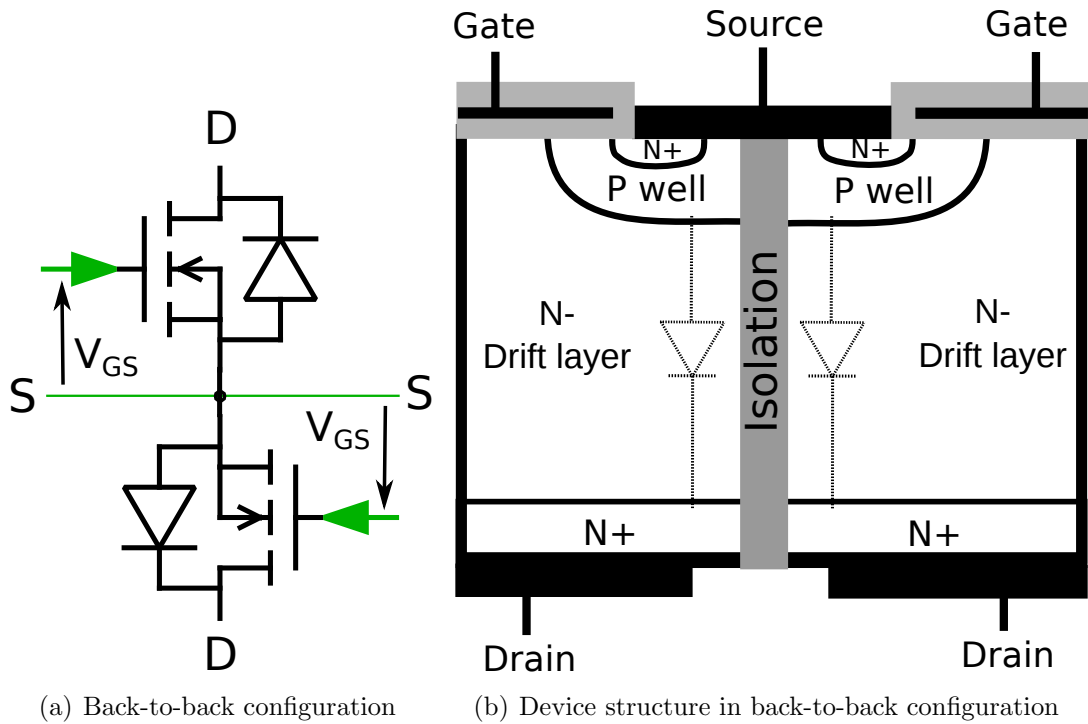 D
V_GS
S
S
V_GS
D
Gate
Source
Gate
N+
N+
P well
P well
N-
Drift layer
Isolation
N-
Drift layer
N+
N+
Drain
Drain
(a) Back-to-back configuration
(b) Device structure in back-to-back configuration